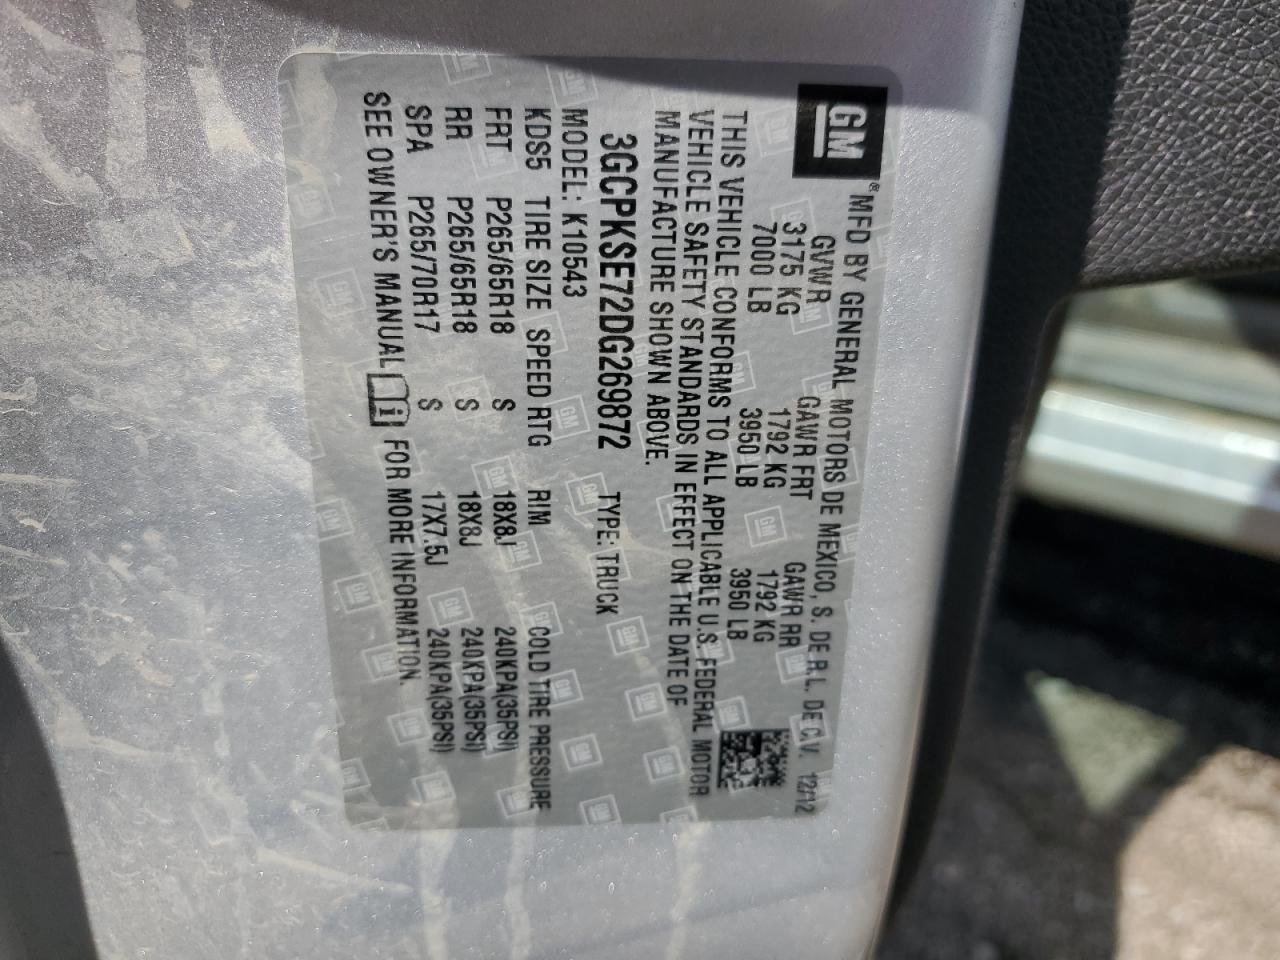 GM ® MFD BY GENERAL MOTORS DE MEXICO, S. DE R.L. DE C.V. 12/12
GVWR GAWR FRT GAWR RR
3175 KG 1792 KG 1792 KG
7000 LB 3950 LB 3950 LB
THIS VEHICLE CONFORMS TO ALL APPLICABLE U.S. FEDERAL MOTOR
VEHICLE SAFETY STANDARDS IN EFFECT ON THE DATE OF
MANUFACTURE SHOWN ABOVE.
3GCPKSE72DG269872 TYPE: TRUCK
MODEL: K10543
KDS5 TIRE SIZE SPEED RTG RIM COLD TIRE PRESSURE
FRT P265/65R18 S 18X8J 240KPA(35PSI)
RR P265/65R18 S 18X8J 240KPA(35PSI)
SPA P265/70R17 S 17X7.5J 240KPA(35PSI)
SEE OWNER'S MANUAL i FOR MORE INFORMATION.